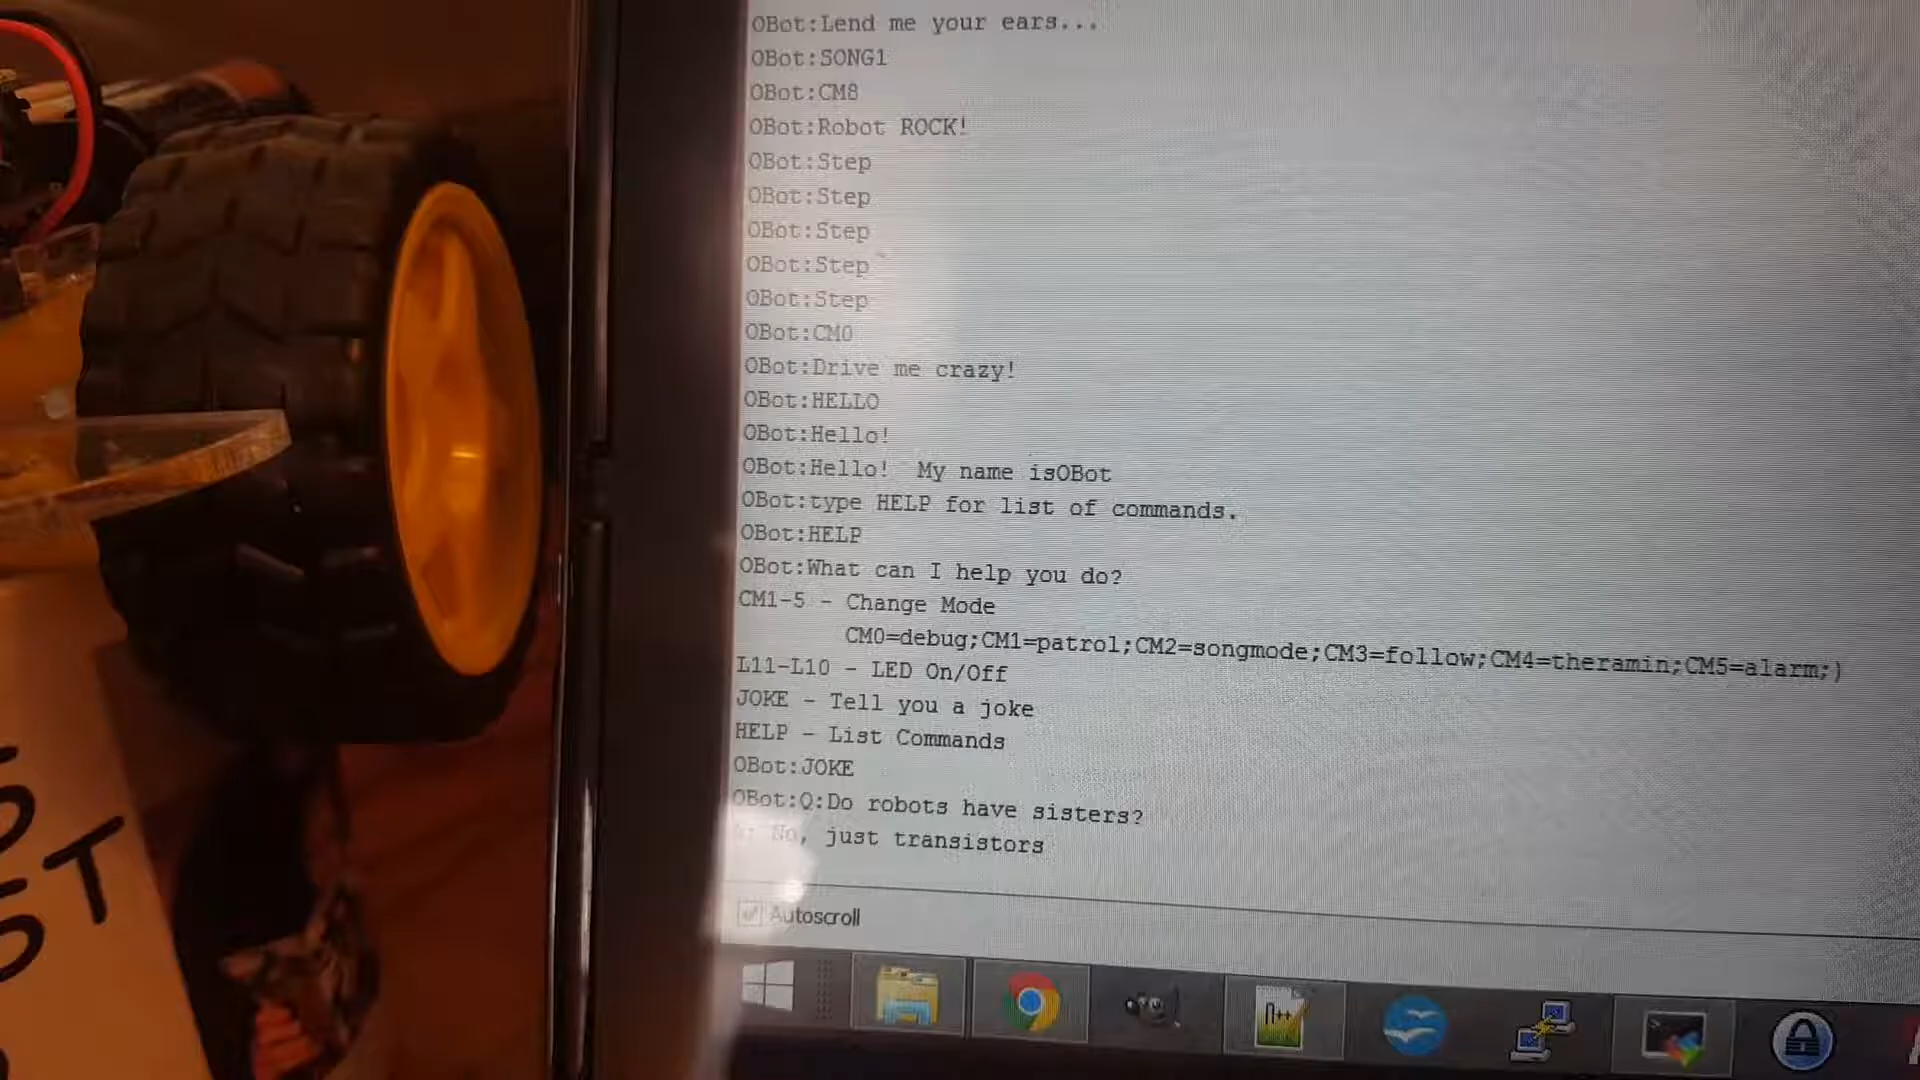 OBot:Lend me your ears...
OBot:SONG1
OBot:CM8
OBot:Robot ROCK!
OBot:Step
OBot:Step
OBot:Step
OBot:Step
OBot:Step
OBot:CM0
OBot:Drive me crazy!
OBot:HELLO
OBot:Hello!
OBot:Hello!  My name isOBot
OBot:type HELP for list of commands.
OBot:HELP
OBot:What can I help you do?
CM1-5 - Change Mode
CM0=debug;CM1=patrol;CM2=songmode;CM3=follow;CM4=theramin;CM5=alarm;)
L11-L10 - LED On/Off
JOKE - Tell you a joke
HELP - List Commands
OBot:JOKE
OBot:Q:Do robots have sisters?
No, just transistors
Autoscroll